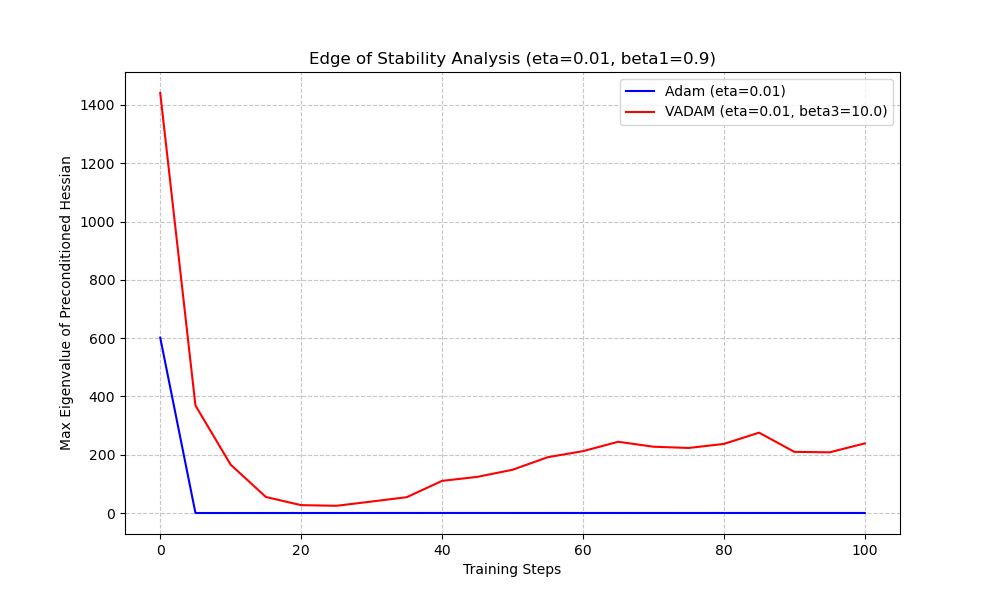 Edge of Stability Analysis (eta=0.01, beta1=0.9)
Adam (eta=0.01)
VADAM (eta=0.01, beta3=10.0)
Max Eigenvalue of Preconditioned Hessian
1400
1200
1000
800
600
400
200
0
0 20 40 60 80 100
Training Steps